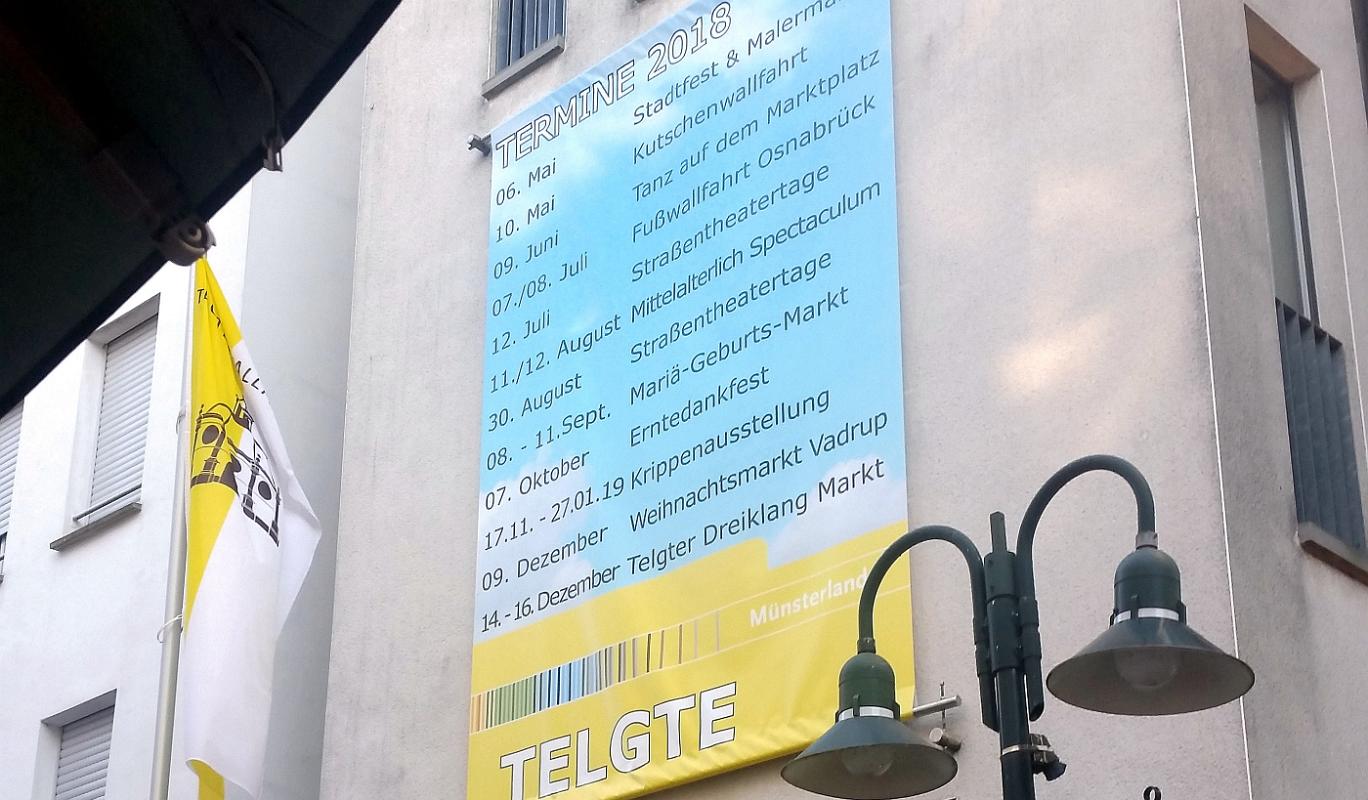 TERMINE 2018
06. Mai Stadtfest &
10. Mai Kutschenwallfahrt
09. Juni Tanz auf dem Marktplatz
07./08. Juli Fußwallfahrt Osnabrück
12. Juli Straßentheatertage
11./12. August Mittelalterlich Spectaculum
30. August Straßentheatertage
08. - 11.Sept. Mariä-Geburts-Markt
07. Oktober Erntedankfest
17.11. - 27.01.19 Krippenausstellung
09. Dezember Weihnachtsmarkt Vadrup
14. - 16. Dezember Telgter Dreiklang Markt
Münsterland
TELGTE